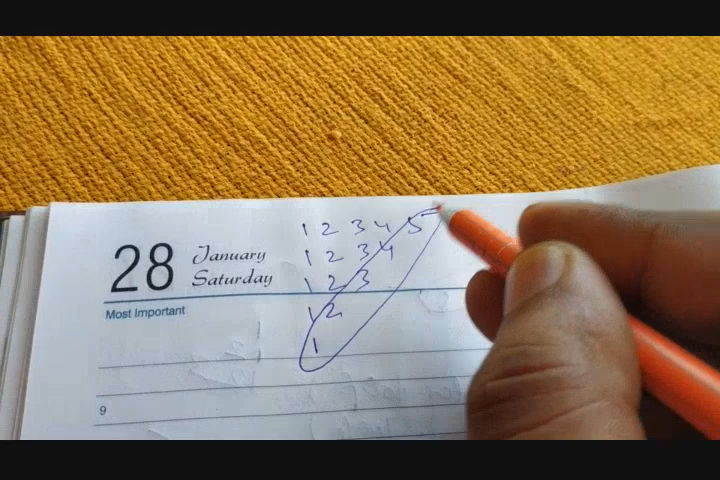 1 2 3 4 5
28 January 1 2 3 4
Saturday 1 2 3
Most Important 1 2
1
9